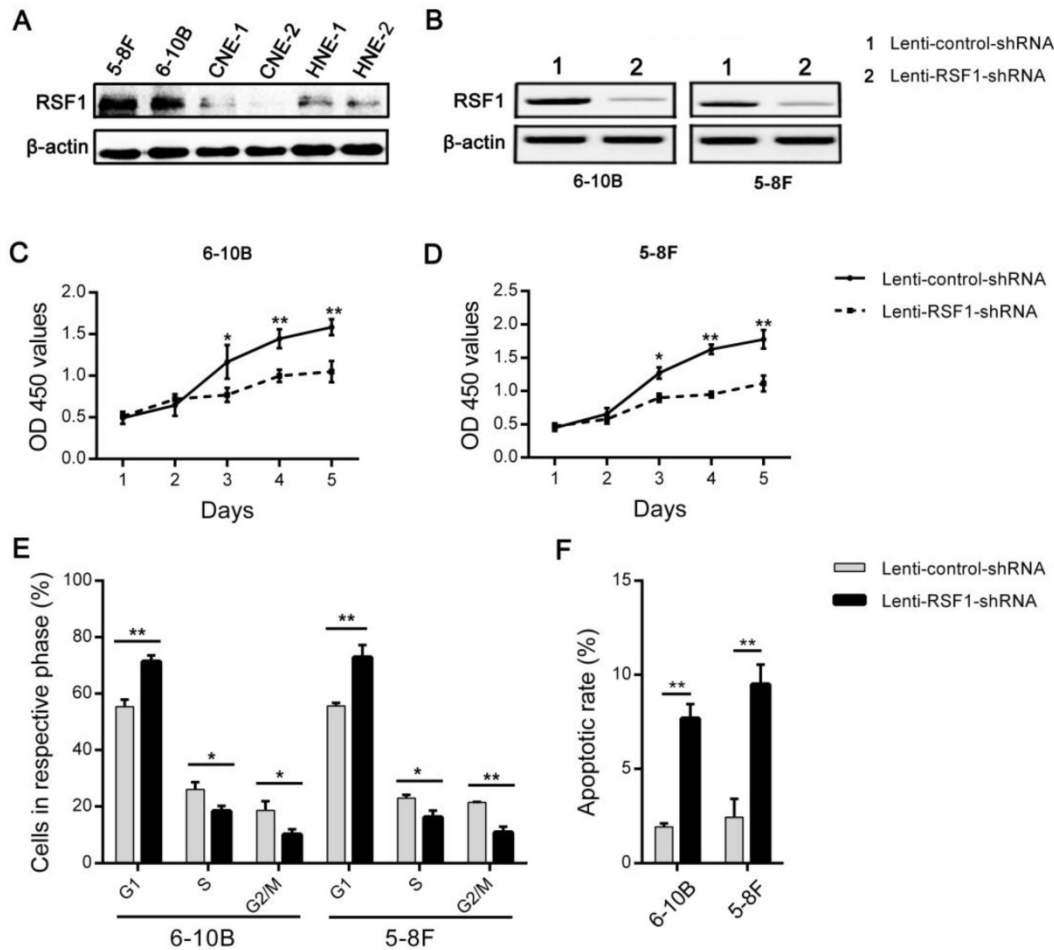 A
5-8F 6-10B CNE-1 CNE-2 HNE-1 HNE-2
RSF1
β-actin
B
1 2 1 2
RSF1
β-actin
6-10B 5-8F
1 Lenti-control-shRNA
2 Lenti-RSF1-shRNA
C
6-10B
OD 450 values
2.0
1.5
1.0
0.5
0.0
* ** **
1 2 3 4 5
Days
D
5-8F
OD 450 values
2.5
2.0
1.5
1.0
0.5
0.0
* ** **
1 2 3 4 5
Days
Lenti-control-shRNA
Lenti-RSF1-shRNA
E
Cells in respective phase (%)
100
80
60
40
20
0
** * * ** * **
G1 S G2/M G1 S G2/M
6-10B 5-8F
F
Apoptotic rate (%)
15
10
5
0
** **
6-10B 5-8F
Lenti-control-shRNA
Lenti-RSF1-shRNA